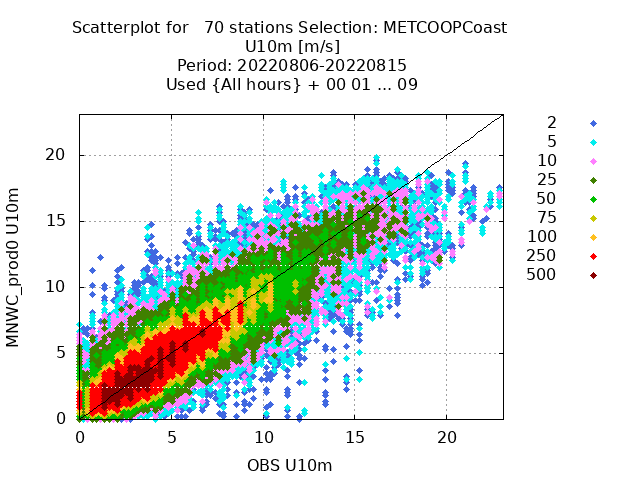 Scatterplot for   70 stations Selection: METCOOPCoast
U10m [m/s]
Period: 20220806-20220815
Used {All hours} + 00 01 ... 09
MNWC_prod0 U10m
20
15
10
5
0
0 5 10 15 20
OBS U10m
2
5
10
25
50
75
100
250
500